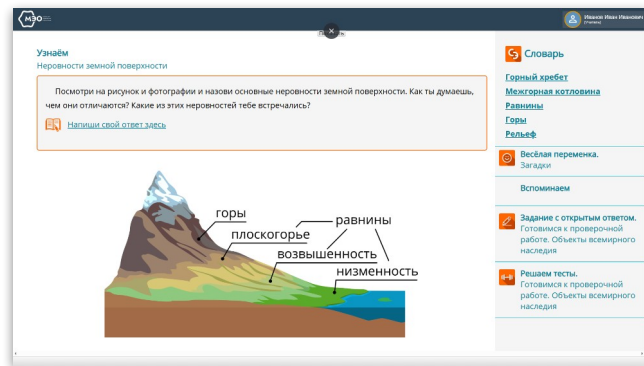 МЭО
Иванов Иван Иванович
(Учитель)
Узнаём
Неровности земной поверхности
Посмотри на рисунок и фотографии и назови основные неровности земной поверхности. Как ты думаешь,
чем они отличаются? Какие из этих неровностей тебе встречались?
Напиши свой ответ здесь
горы
равнины
плоскогорье
возвышенность
низменность
Словарь
Горный хребет
Межгорная котловина
Равнины
Горы
Рельеф
Весёлая переменка.
Загадки
Вспоминаем
Задание с открытым ответом.
Готовимся к проверочной
работе. Объекты всемирного
наследия
Решаем тесты.
Готовимся к проверочной
работе. Объекты всемирного
наследия